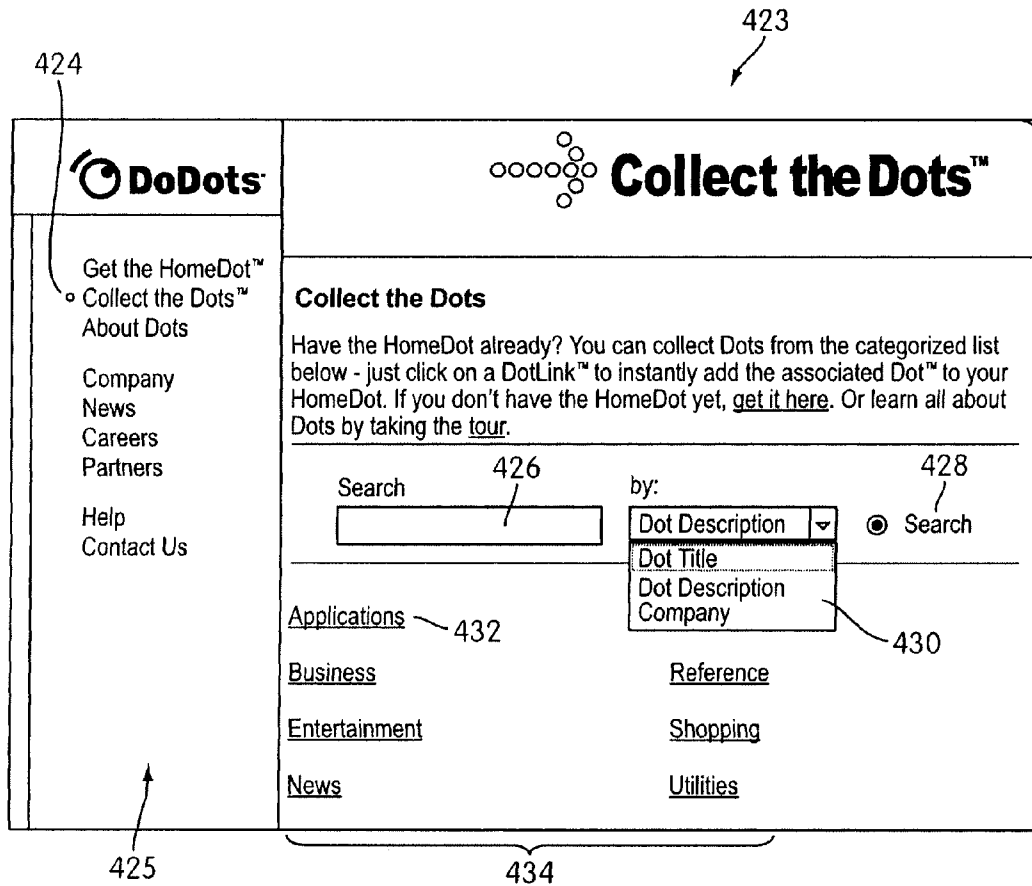 423
424
DoDots
Collect the Dots™
Get the HomeDot™
Collect the Dots™
About Dots
Company
News
Careers
Partners
Help
Contact Us
Collect the Dots
Have the HomeDot already? You can collect Dots from the categorized list
below - just click on a DotLink™ to instantly add the associated Dot™ to your
HomeDot. If you don't have the HomeDot yet, get it here. Or learn all about
Dots by taking the tour.
Search
426
by:
428
Dot Description
Search
Dot Title
Dot Description
Company
430
Applications
432
Business
Reference
Entertainment
Shopping
News
Utilities
425
434